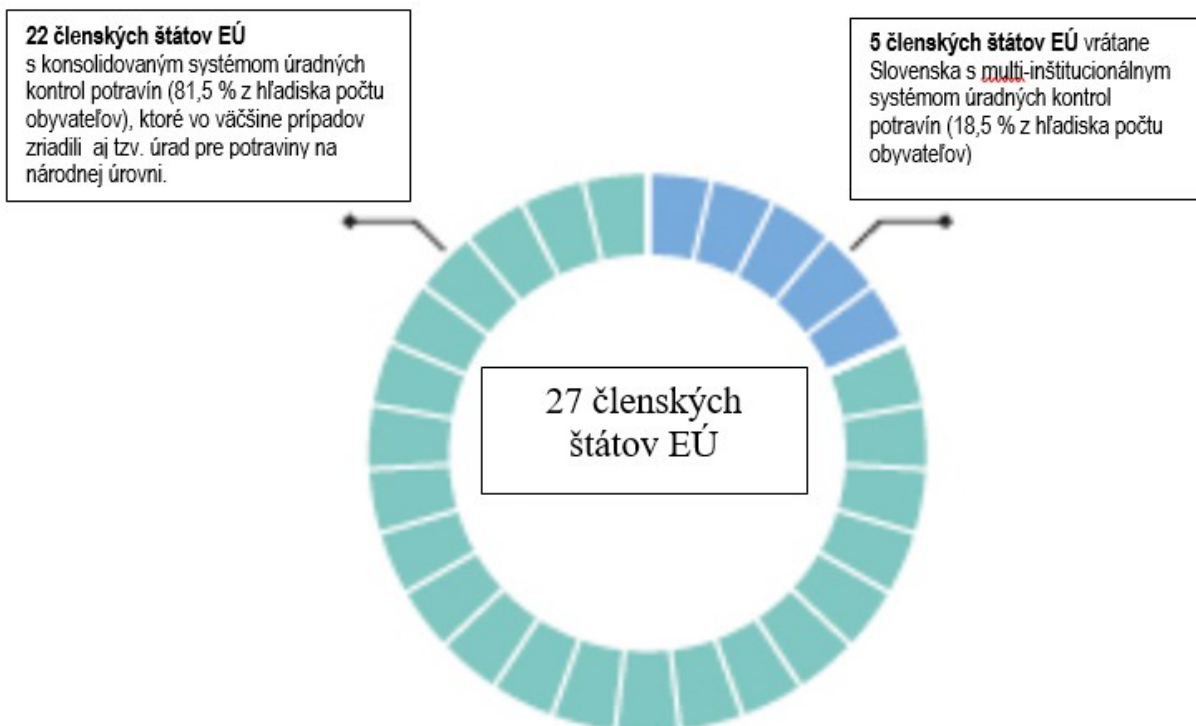 22 členských štátov EÚ
s konsolidovaným systémom úradných
kontrol potravín (81,5 % z hľadiska počtu
obyvateľov), ktoré vo väčšine prípadov
zriadili aj tzv. úrad pre potraviny na
národnej úrovni.
5 členských štátov EÚ vrátane
Slovenska s multi-inštitucionálnym
systémom úradných kontrol
potravín (18,5 % z hľadiska počtu
obyvateľov)
27 členských
štátov EÚ